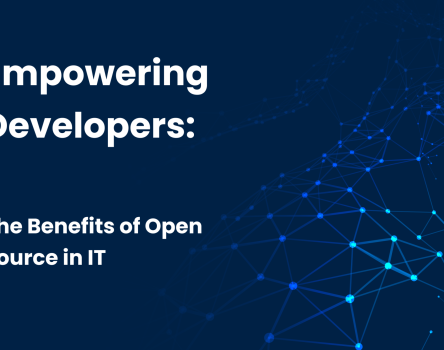 mpowering
Developers:
he Benefits of Open
ource in IT